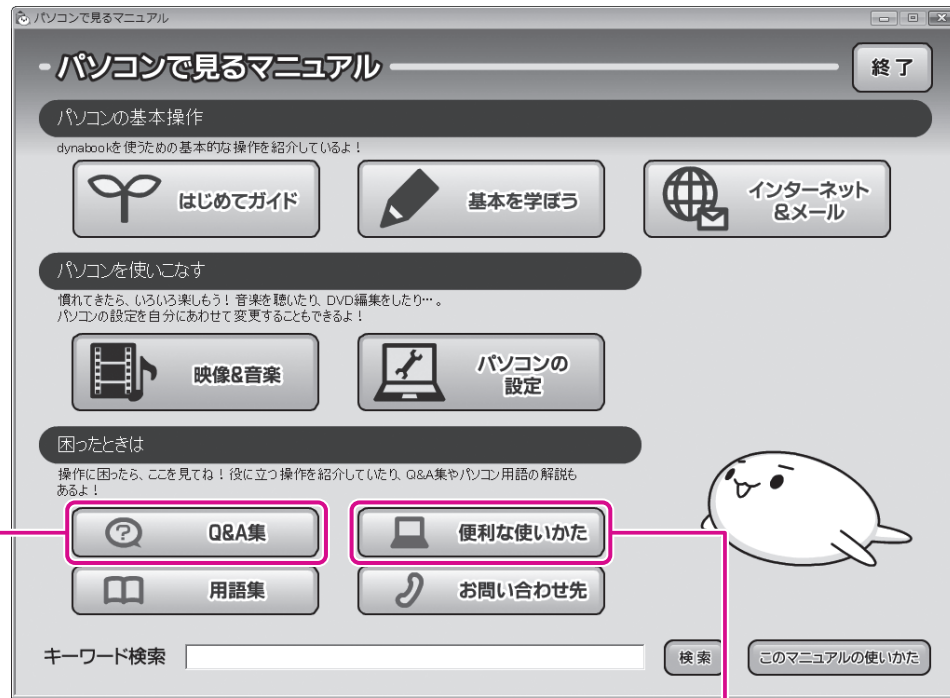 パソコンで見るマニュアル
パソコンで見るマニュアル
終了
パソコンの基本操作
dynabookを使うための基本的な操作を紹介しているよ！
はじめてガイド
基本を学ぼう
インターネット
&メール
パソコンを使いこなす
慣れてきたら、いろいろ楽しもう！音楽を聴いたり、DVD編集をしたり…。
パソコンの設定を自分にあわせて変更することもできるよ！
映像&音楽
パソコンの
設定
困ったときは
操作に困ったら、ここを見てね！役に立つ操作を紹介していたり、Q&A集やパソコン用語の解説も
あるよ！
Q&A集
便利な使いかた
用語集
お問い合わせ先
キーワード検索
検索
このマニュアルの使いかた